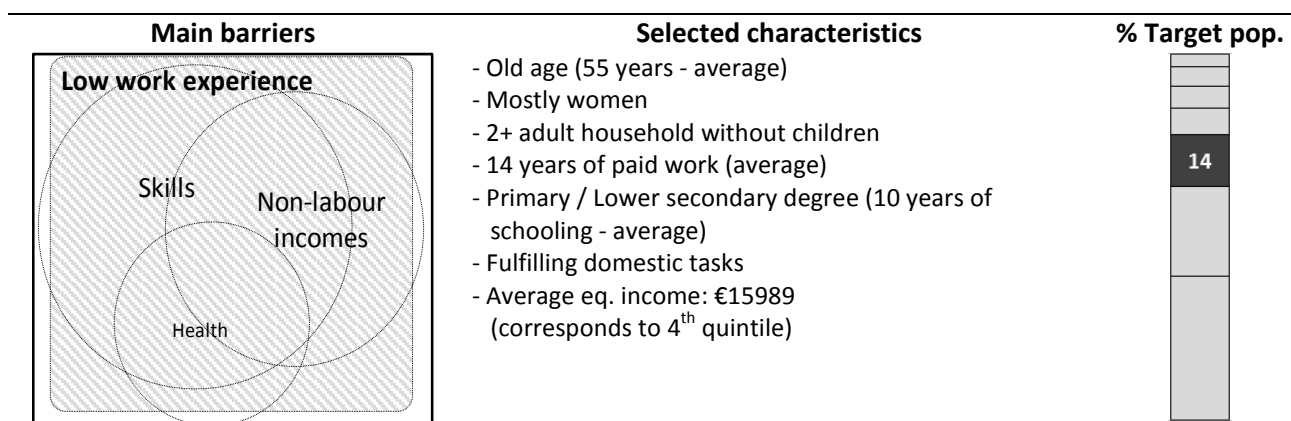 Main barriers
Selected characteristics
% Target pop.
Low work experience
Skills
Non-labour
incomes
Health
- Old age (55 years - average)
- Mostly women
- 2+ adult household without children
- 14 years of paid work (average)
- Primary / Lower secondary degree (10 years of
schooling - average)
- Fulfilling domestic tasks
- Average eq. income: €15989
(corresponds to 4th quintile)
14